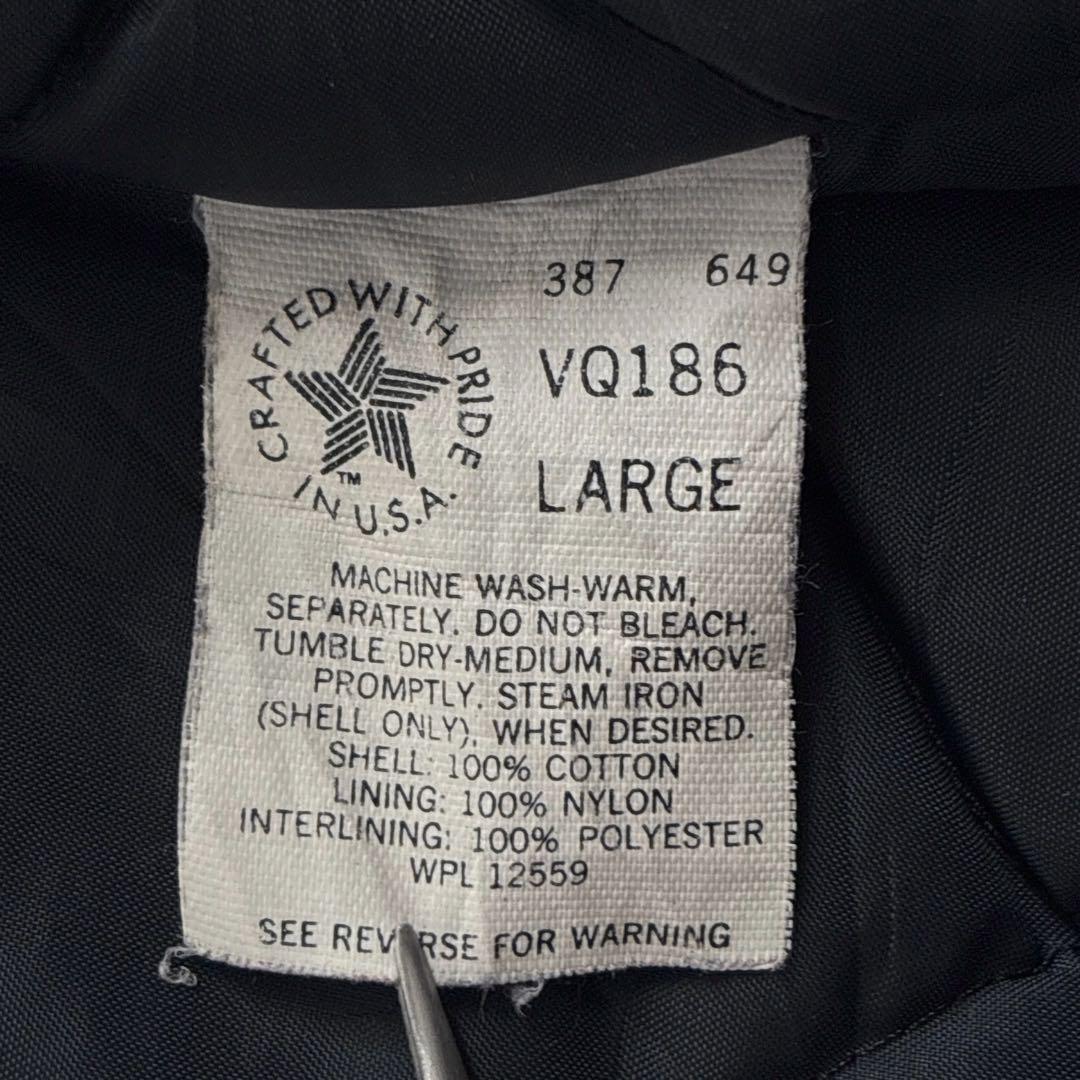 387 649
CRAFTED WITH PRIDE
IN U.S.A.
TM
VQ186
LARGE
MACHINE WASH-WARM,
SEPARATELY. DO NOT BLEACH.
TUMBLE DRY-MEDIUM, REMOVE
PROMPTLY. STEAM IRON
(SHELL ONLY), WHEN DESIRED.
SHELL: 100% COTTON
LINING: 100% NYLON
INTERLINING: 100% POLYESTER
WPL 12559
SEE REVERSE FOR WARNING